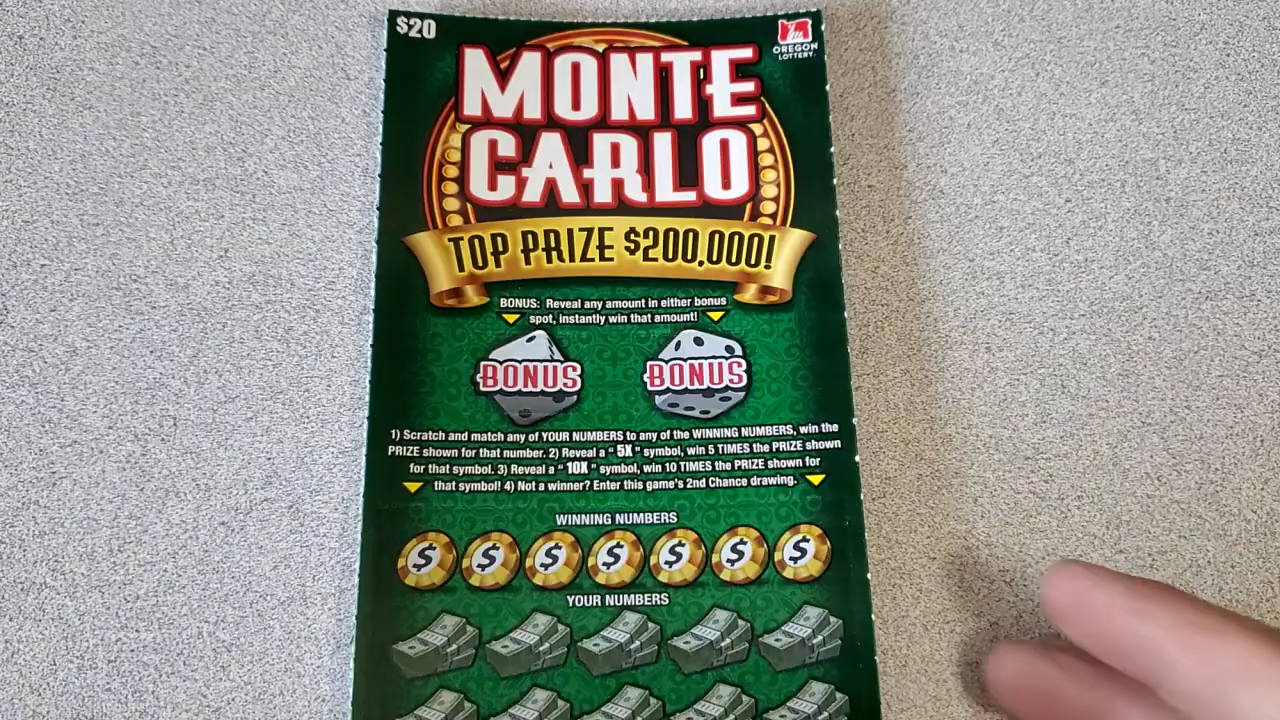 $20
OREGON
LOTTERY.
MONTE
CARLO
TOP PRIZE $200,000!
BONUS: Reveal any amount in either bonus
spot, instantly win that amount!
BONUS BONUS
1) Scratch and match any of YOUR NUMBERS to any of the WINNING NUMBERS, win the
PRIZE shown for that number. 2) Reveal a "5X" symbol, win 5 TIMES the PRIZE shown
for that symbol. 3) Reveal a "10X" symbol, win 10 TIMES the PRIZE shown for
that symbol! 4) Not a winner? Enter this game's 2nd Chance drawing.
WINNING NUMBERS
$ $ $ $ $ $ $
YOUR NUMBERS